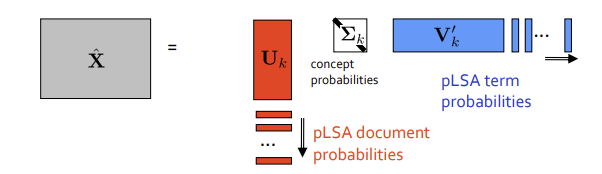 X̂ = U_k Σ_k V′_k ...
concept
probabilities
pLSA term
probabilities
...
pLSA document
probabilities